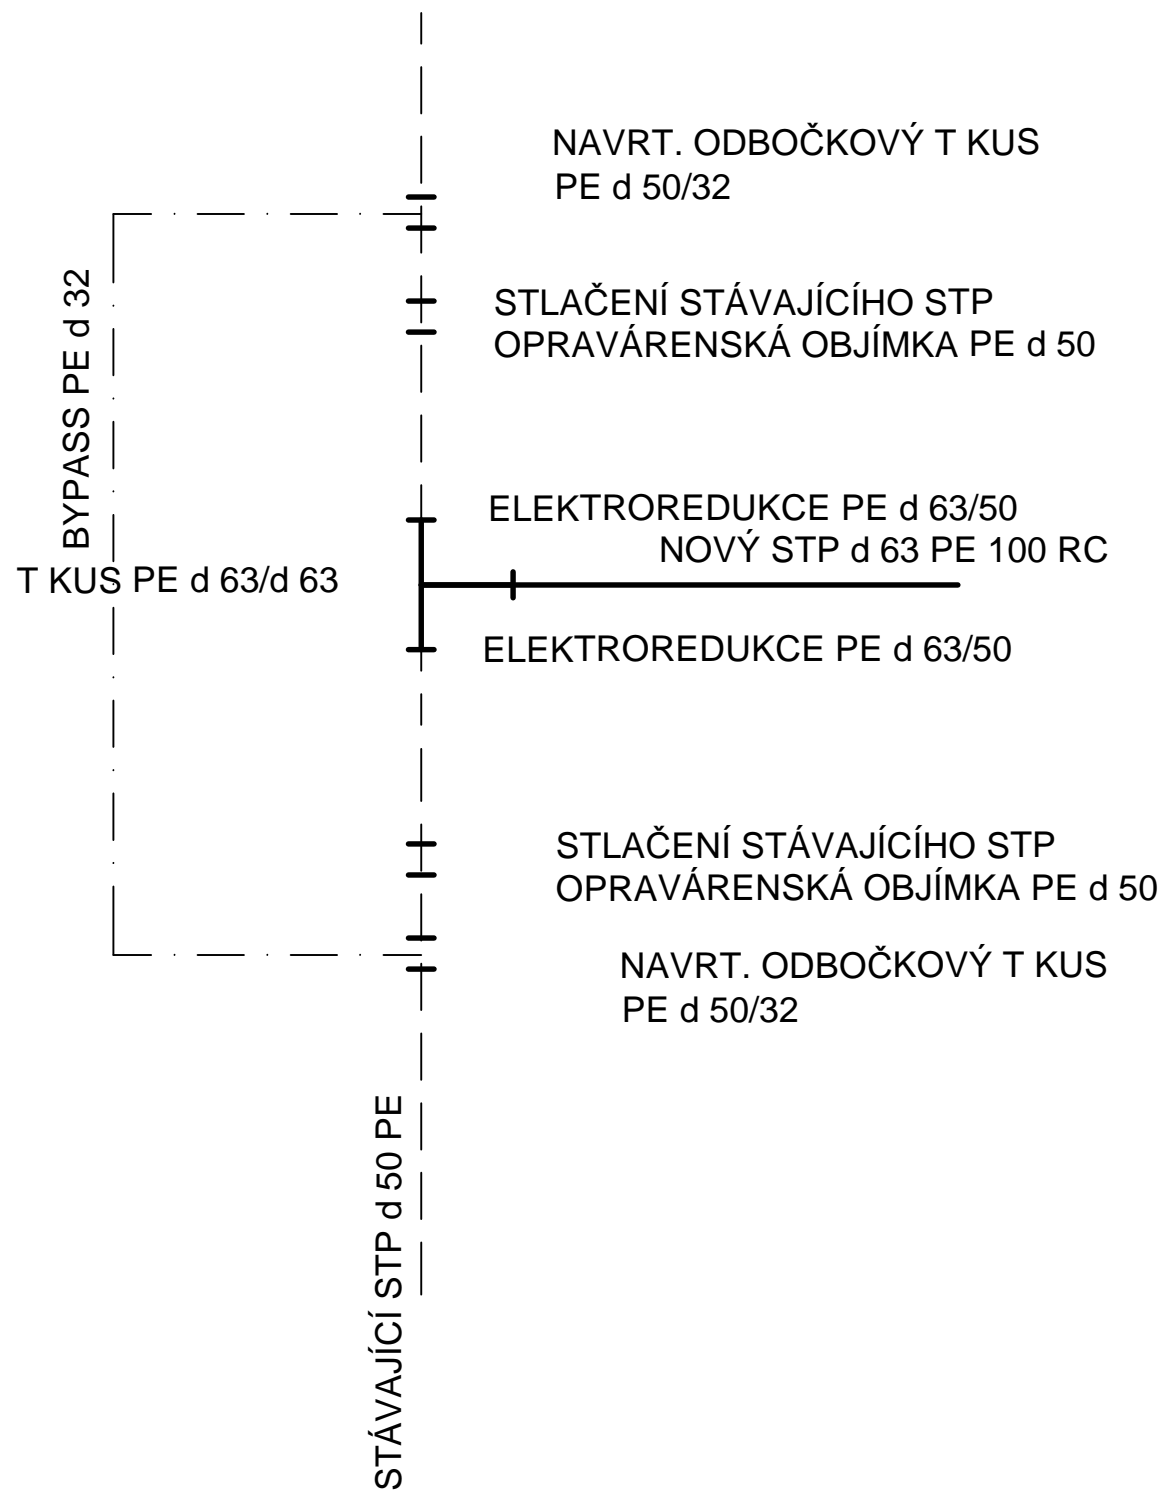 NAVRT. ODBOČKOVÝ T KUS
PE d 50/32
BYPASS PE d 32
STLAČENÍ STÁVAJÍCÍHO STP
OPRAVÁRENSKÁ OBJÍMKA PE d 50
ELEKTROREDUKCE PE d 63/50
NOVÝ STP d 63 PE 100 RC
T KUS PE d 63/d 63
ELEKTROREDUKCE PE d 63/50
STLAČENÍ STÁVAJÍCÍHO STP
OPRAVÁRENSKÁ OBJÍMKA PE d 50
NAVRT. ODBOČKOVÝ T KUS
PE d 50/32
STÁVAJÍCÍ STP d 50 PE